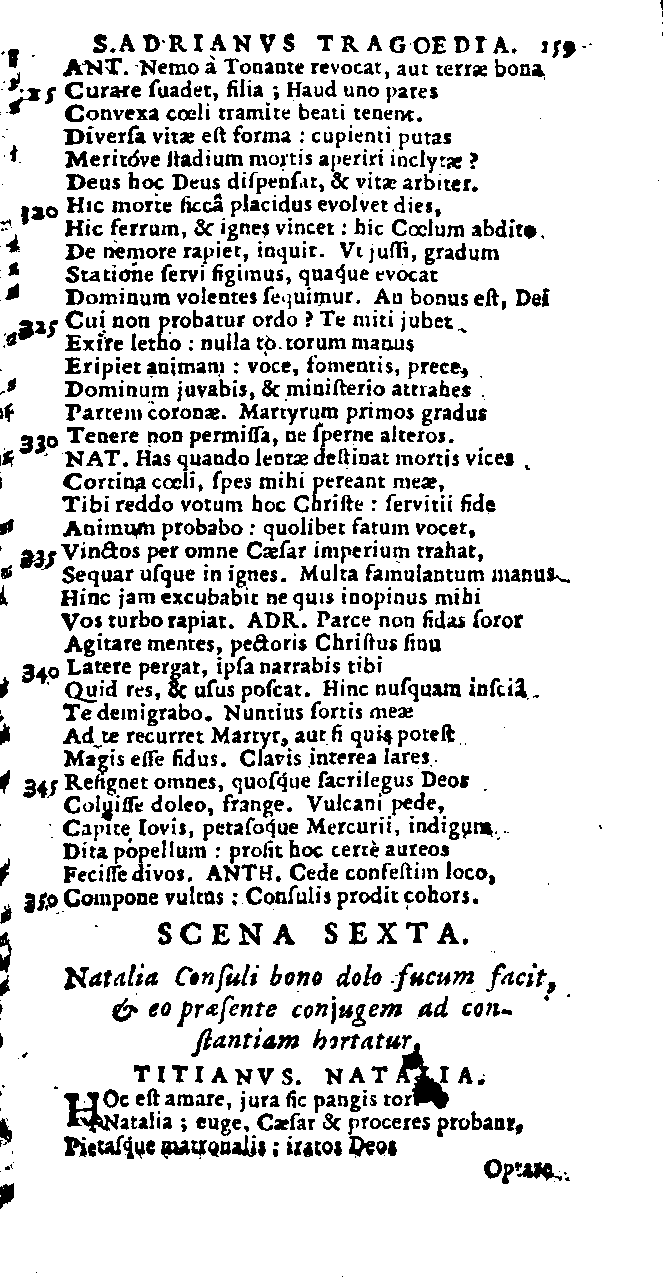 S. ADRIANVS TRAGOEDIA. 159
ANT. Nemo à Tonante revocat, aut terræ bona
315 Curare ſuadet, filia ; Haud uno pares
Convexa cœli tramite beati tenent.
Diverſa vitæ eſt forma : cupienti putas
Meritóve ſtadium mortis aperiri inclytæ ?
Deus hoc Deus diſpenſat, & vitæ arbiter.
320 Hic morte ſiccâ placidus evolvet dies,
Hic ferrum, & ignes vincet : hic Cœlum abdito
De nemore rapiet, inquit. Vt juſſi, gradum
Statione ſervi figimus, quaq́ue evocat
Dominum volentes ſequimur. An bonus eſt, Dei
325 Cui non probatur ordo ? Te miti jubet
Exire letho : nulla tò torum manus
Eripiet animam : voce, fomentis, prece,
Dominum juvabis, & miniſterio attrahes
Partem coronæ. Martyrum primos gradus
330 Tenere non permiſſa, ne ſperne alteros.
NAT. Has quando lentæ deſtinat mortis vices
Cortina cœli, ſpes mihi pereant meæ,
Tibi reddo votum hoc Chriſte : ſervitii fide
Animum probabo : quolibet fatum vocet,
335 Vinctos per omne Cæſar imperium trahat,
Sequar uſque in ignes. Multa famulantum manus
Hinc jam excubabit ne quis inopinus mihi
Vos turbo rapiat. ADR. Parce non fidas ſoror
Agitare mentes, pectoris Chriſtus ſinu
340 Latere pergat, ipſa narrabis tibi
Quid res, & uſus poſcat. Hinc nuſquam inſciâ
Te demigrabo. Nuntius ſortis meæ
Ad te recurret Martyr, aut ſi quis poteſt
Magis eſſe fidus. Clavis interea lares
345 Reſignet omnes, quoſq́ue ſacrilegus Deos
Coluiſſe doleo, frange. Vulcani pede,
Capite Iovis, petaſoq́ue Mercurii, indigum
Dita popellum : proſit hoc certè aureos
Feciſſe divos. ANTH. Cede confeſtim loco,
350 Compone vultus : Conſulis prodit cohors.
SCENA SEXTA.
Natalia Conſuli bono dolo fucum facit,
& eo præſente conjugem ad con-
ſtantiam hortatur.
TITIANVS. NATALIA.
HOc eſt amare, jura ſic pangis tori
Natalia ; euge, Cæſar & proceres probant,
Pietaſq́ue matronalis ; iratos Deos
Optare